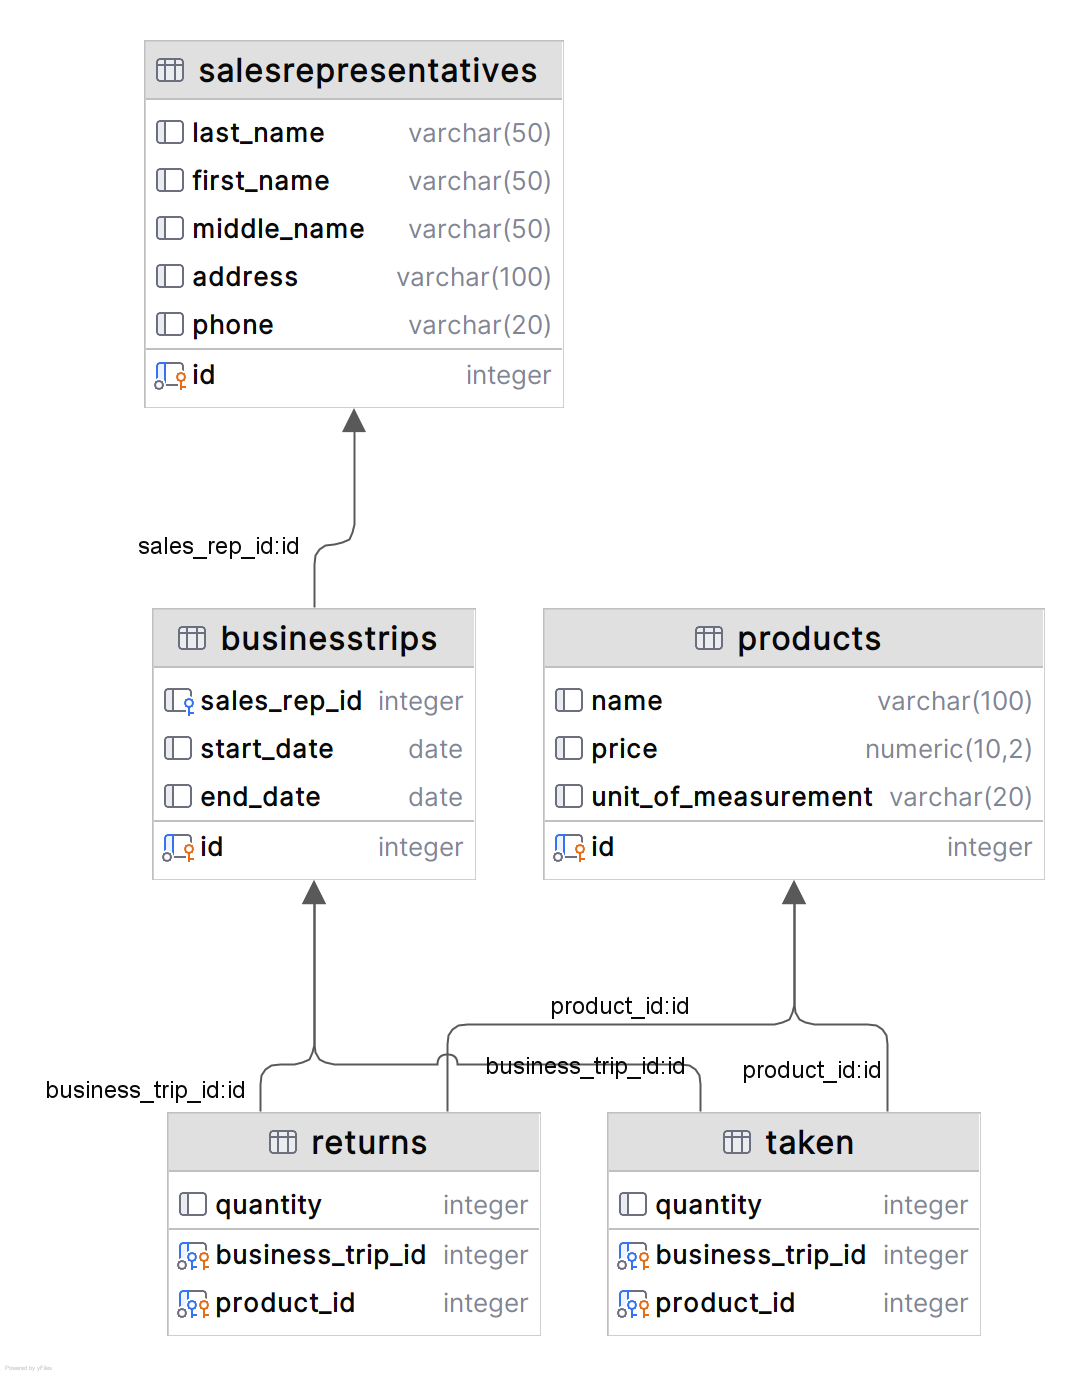 salesrepresentatives
last_name varchar(50)
first_name varchar(50)
middle_name varchar(50)
address varchar(100)
phone varchar(20)
id integer
sales_rep_id:id
businesstrips
sales_rep_id integer
start_date date
end_date date
id integer
products
name varchar(100)
price numeric(10,2)
unit_of_measurement varchar(20)
id integer
product_id:id
business_trip_id:id
product_id:id
business_trip_id:id
returns
quantity integer
business_trip_id integer
product_id integer
taken
quantity integer
business_trip_id integer
product_id integer
Powered by yFiles